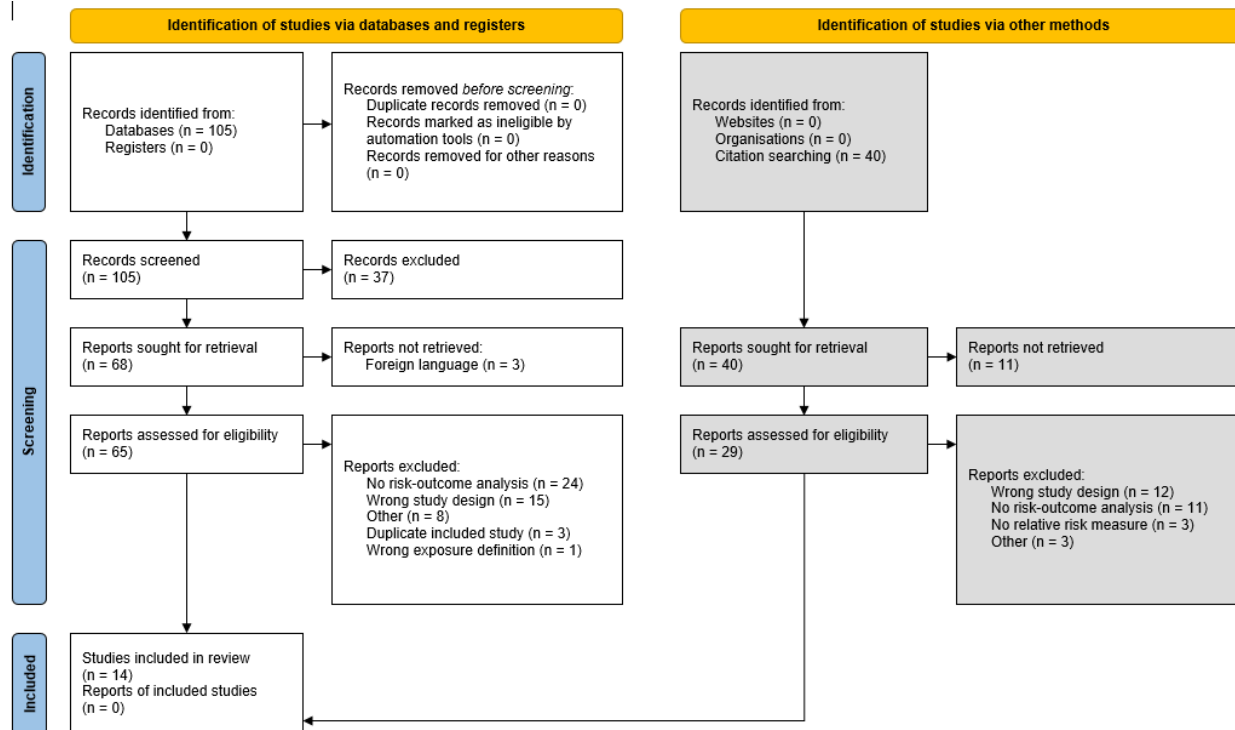 Identification of studies via databases and registers
Identification of studies via other methods
Identification
Records identified from:
Databases (n = 105)
Registers (n = 0)
Records removed before screening:
Duplicate records removed (n = 0)
Records marked as ineligible by
automation tools (n = 0)
Records removed for other reasons
(n = 0)
Records identified from:
Websites (n = 0)
Organisations (n = 0)
Citation searching (n = 40)
Screening
Records screened
(n = 105)
Records excluded
(n = 37)
Reports sought for retrieval
(n = 68)
Reports not retrieved:
Foreign language (n = 3)
Reports sought for retrieval
(n = 40)
Reports not retrieved
(n = 11)
Reports assessed for eligibility
(n = 65)
Reports excluded:
No risk-outcome analysis (n = 24)
Wrong study design (n = 15)
Other (n = 8)
Duplicate included study (n = 3)
Wrong exposure definition (n = 1)
Reports assessed for eligibility
(n = 29)
Reports excluded:
Wrong study design (n = 12)
No risk-outcome analysis (n = 11)
No relative risk measure (n = 3)
Other (n = 3)
Included
Studies included in review
(n = 14)
Reports of included studies
(n = 0)